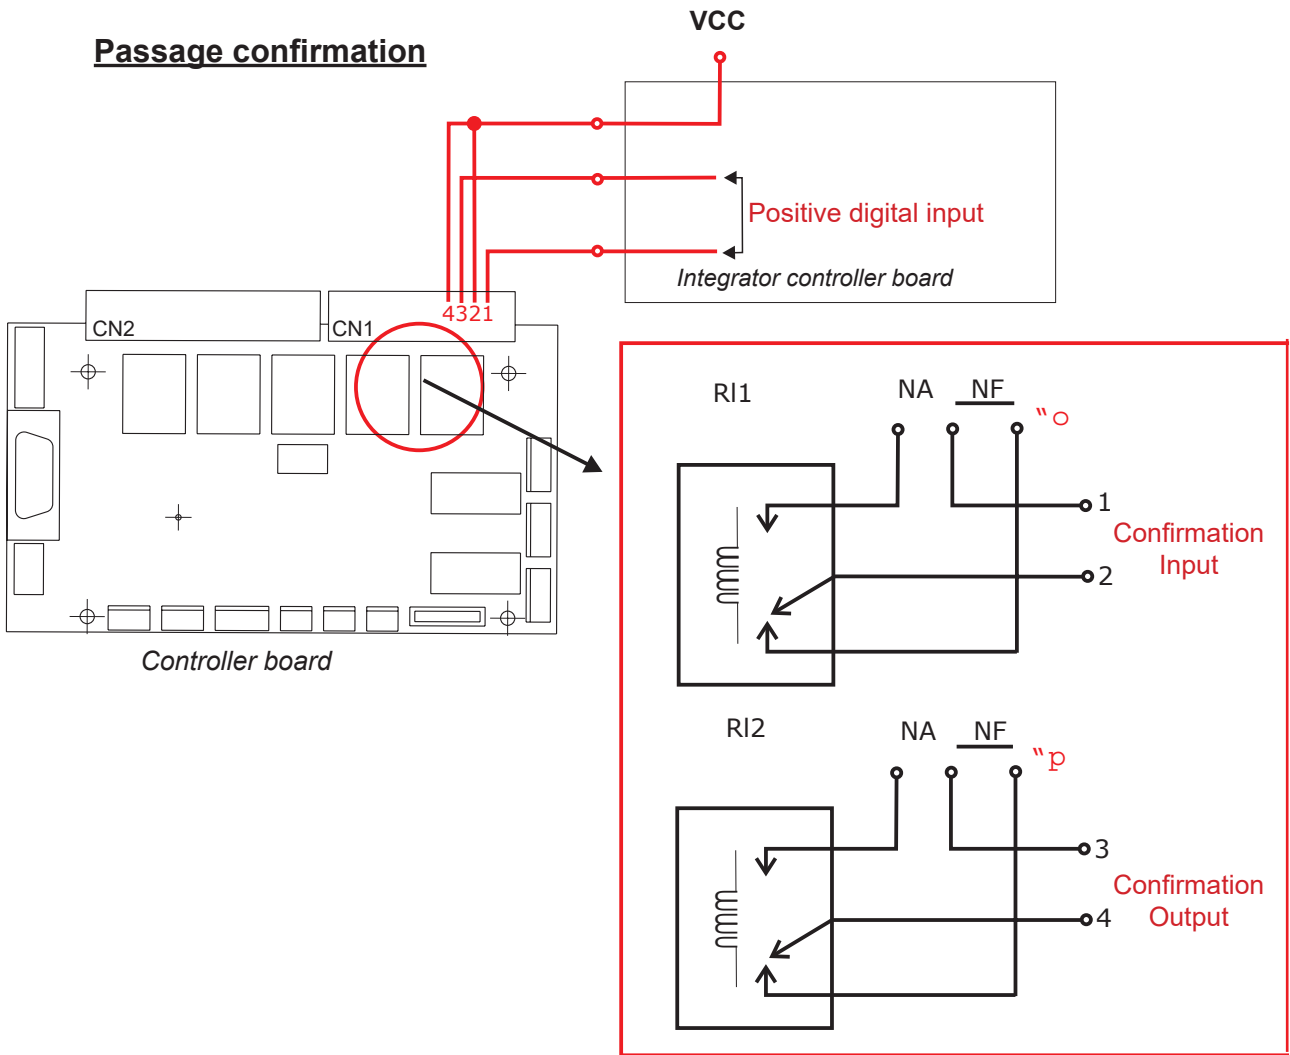 VCC
Passage confirmation
Positive digital input
Integrator controller board
4321
CN2
CN1
Controller board
Rl1
NA NF
"o
1
Confirmation
Input
2
Rl2
NA NF
"p
3
Confirmation
Output
4